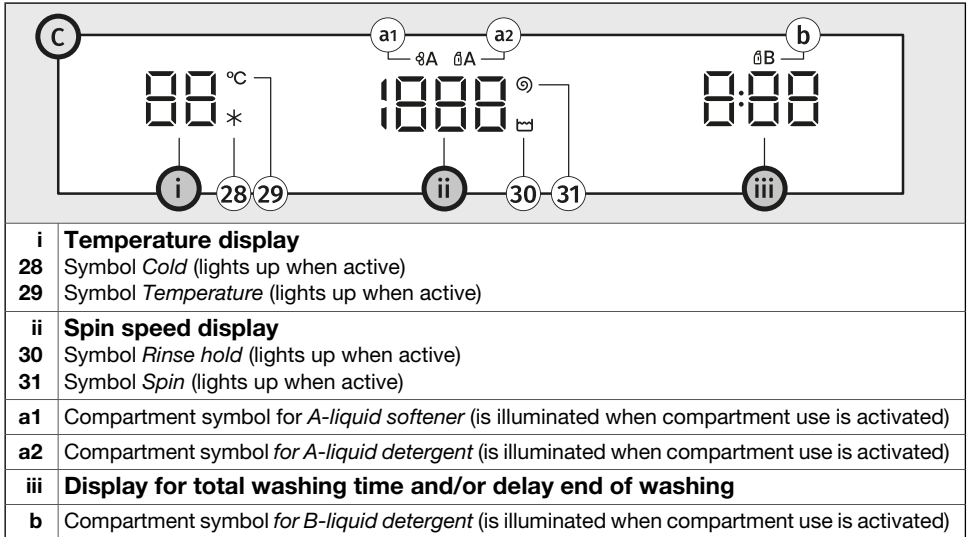 C
a1
a2
b
A
A
B
88
°C
1888
8:88
i
28
29
ii
30
31
iii
i Temperature display
28 Symbol Cold (lights up when active)
29 Symbol Temperature (lights up when active)
ii Spin speed display
30 Symbol Rinse hold (lights up when active)
31 Symbol Spin (lights up when active)
a1 Compartment symbol for A-liquid softener (is illuminated when compartment use is activated)
a2 Compartment symbol for A-liquid detergent (is illuminated when compartment use is activated)
iii Display for total washing time and/or delay end of washing
b Compartment symbol for B-liquid detergent (is illuminated when compartment use is activated)